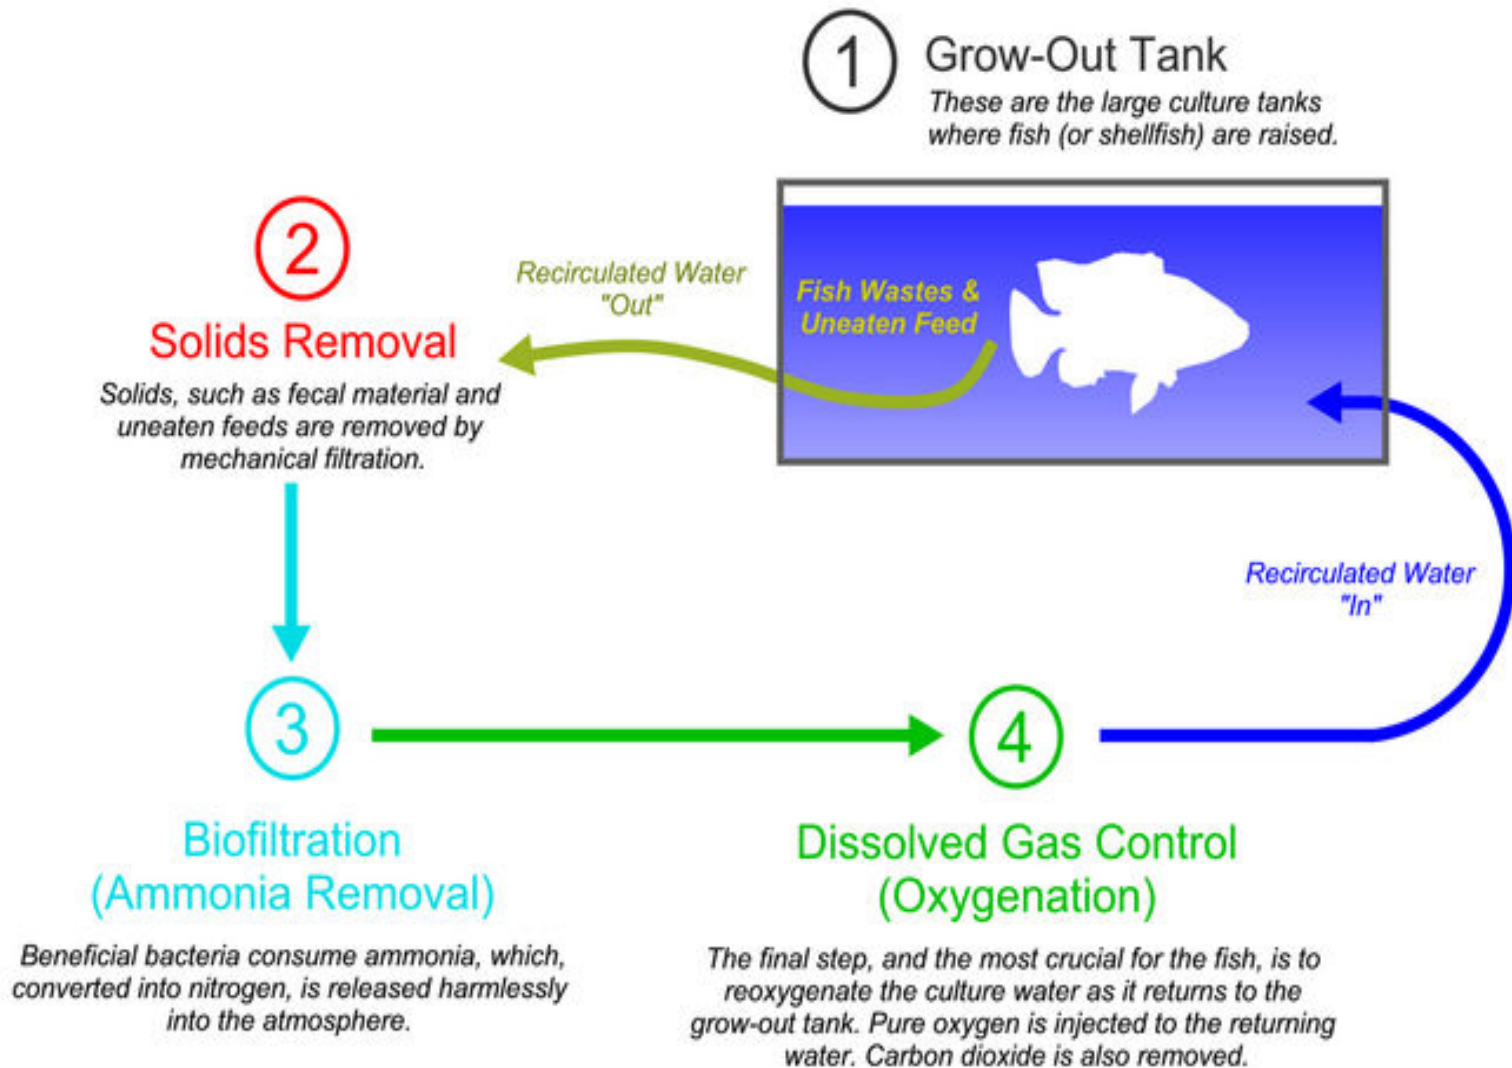 1
Grow-Out Tank
These are the large culture tanks
where fish (or shellfish) are raised.
Fish Wastes &
Uneaten Feed
Recirculated Water
"Out"
2
Solids Removal
Solids, such as fecal material and
uneaten feeds are removed by
mechanical filtration.
3
Biofiltration
(Ammonia Removal)
Beneficial bacteria consume ammonia, which,
converted into nitrogen, is released harmlessly
into the atmosphere.
4
Dissolved Gas Control
(Oxygenation)
The final step, and the most crucial for the fish, is to
reoxygenate the culture water as it returns to the
grow-out tank. Pure oxygen is injected to the returning
water. Carbon dioxide is also removed.
Recirculated Water
"In"